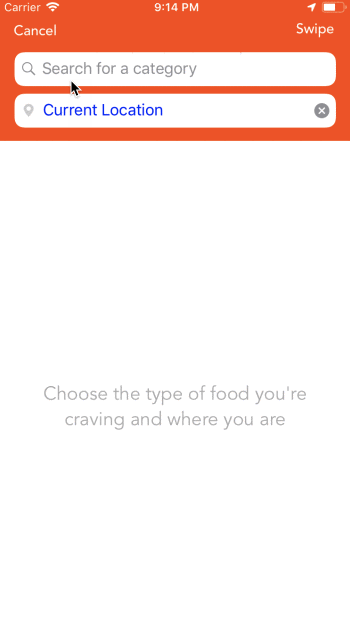 Carrier 9:14 PM
Cancel Swipe
Search for a category
Current Location
Choose the type of food you're
craving and where you are